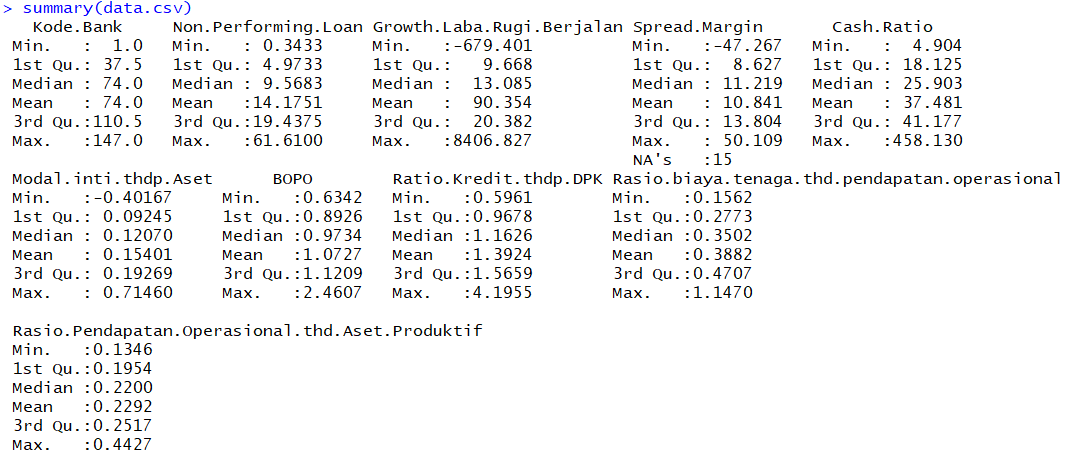 > summary(data.csv)
Kode.Bank Non.Performing.Loan Growth.Laba.Rugi.Berjalan Spread.Margin Cash.Ratio
Min. : 1.0 Min. : 0.3433 Min. :-679.401 Min. :-47.267 Min. : 4.904
1st Qu.: 37.5 1st Qu.: 4.9733 1st Qu.: 9.668 1st Qu.: 8.627 1st Qu.: 18.125
Median : 74.0 Median : 9.5683 Median : 13.085 Median : 11.219 Median : 25.903
Mean : 74.0 Mean :14.1751 Mean : 90.354 Mean : 10.841 Mean : 37.481
3rd Qu.:110.5 3rd Qu.:19.4375 3rd Qu.: 20.382 3rd Qu.: 13.804 3rd Qu.: 41.177
Max. :147.0 Max. :61.6100 Max. :8406.827 Max. : 50.109 Max. :458.130
NA's :15
Modal.inti.thdp.Aset BOPO Ratio.Kredit.thdp.DPK Rasio.biaya.tenaga.thd.pendapatan.operasional
Min. :-0.40167 Min. :0.6342 Min. :0.5961 Min. :0.1562
1st Qu.: 0.09245 1st Qu.:0.8926 1st Qu.:0.9678 1st Qu.:0.2773
Median : 0.12070 Median :0.9734 Median :1.1626 Median :0.3502
Mean : 0.15401 Mean :1.0727 Mean :1.3924 Mean :0.3882
3rd Qu.: 0.19269 3rd Qu.:1.1209 3rd Qu.:1.5659 3rd Qu.:0.4707
Max. : 0.71460 Max. :2.4607 Max. :4.1955 Max. :1.1470
Rasio.Pendapatan.Operasional.thd.Aset.Produktif
Min. :0.1346
1st Qu.:0.1954
Median :0.2200
Mean :0.2292
3rd Qu.:0.2517
Max. :0.4427